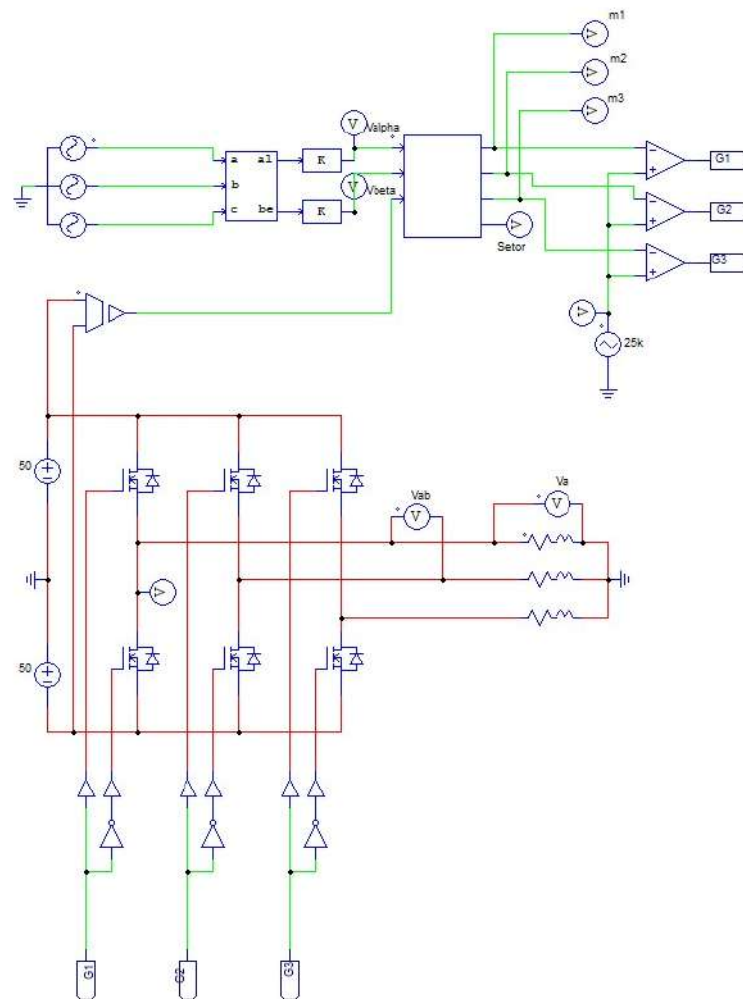 m1
m2
m3
V
V
V
V
Valpha
a
al
K
b
V
Vbeta
c
be
K
V
Setor
G1
G2
G3
-
+
-
+
-
+
V
25k
50
Vab
V
Va
V
V
50
G1
G2
G3